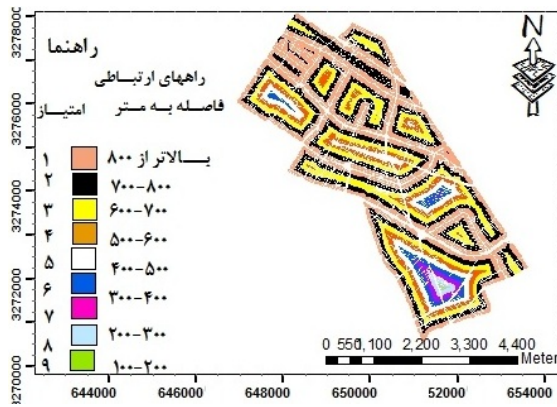 راهنما
راههای ارتباطی
فاصله به متر
امتیاز
۱ بالاتر از ۸۰۰
۲ ۷۰۰-۸۰۰
۳ ۶۰۰-۷۰۰
۴ ۵۰۰-۶۰۰
۵ ۴۰۰-۵۰۰
۶ ۳۰۰-۴۰۰
۷
۸ ۲۰۰-۳۰۰
۹ ۱۰۰-۲۰۰
N
0 550 1,100 2,200 3,300 4,400
Meter
3278000
3276000
3274000
3272000
3270000
644000 646000 648000 650000 652000 654000